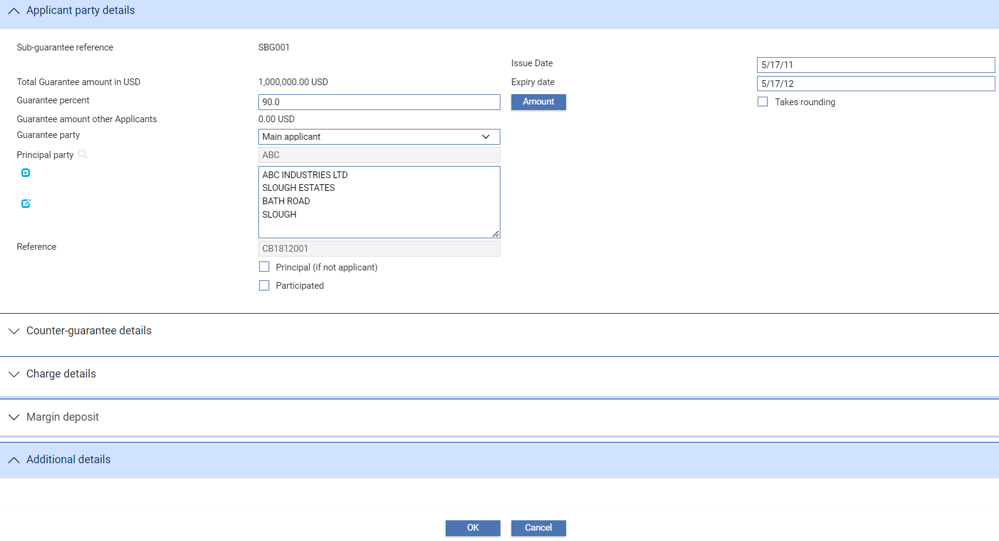 Applicant party details
Sub-guarantee reference SBG001
Issue Date 5/17/11
Total Guarantee amount in USD 1,000,000.00 USD Expiry date 5/17/12
Guarantee percent 90.0 Amount Takes rounding
Guarantee amount other Applicants 0.00 USD
Guarantee party Main applicant
Principal party ABC
ABC INDUSTRIES LTD
SLOUGH ESTATES
BATH ROAD
SLOUGH
Reference CB1812001
Principal (if not applicant)
Participated
Counter-guarantee details
Charge details
Margin deposit
Additional details
OK Cancel